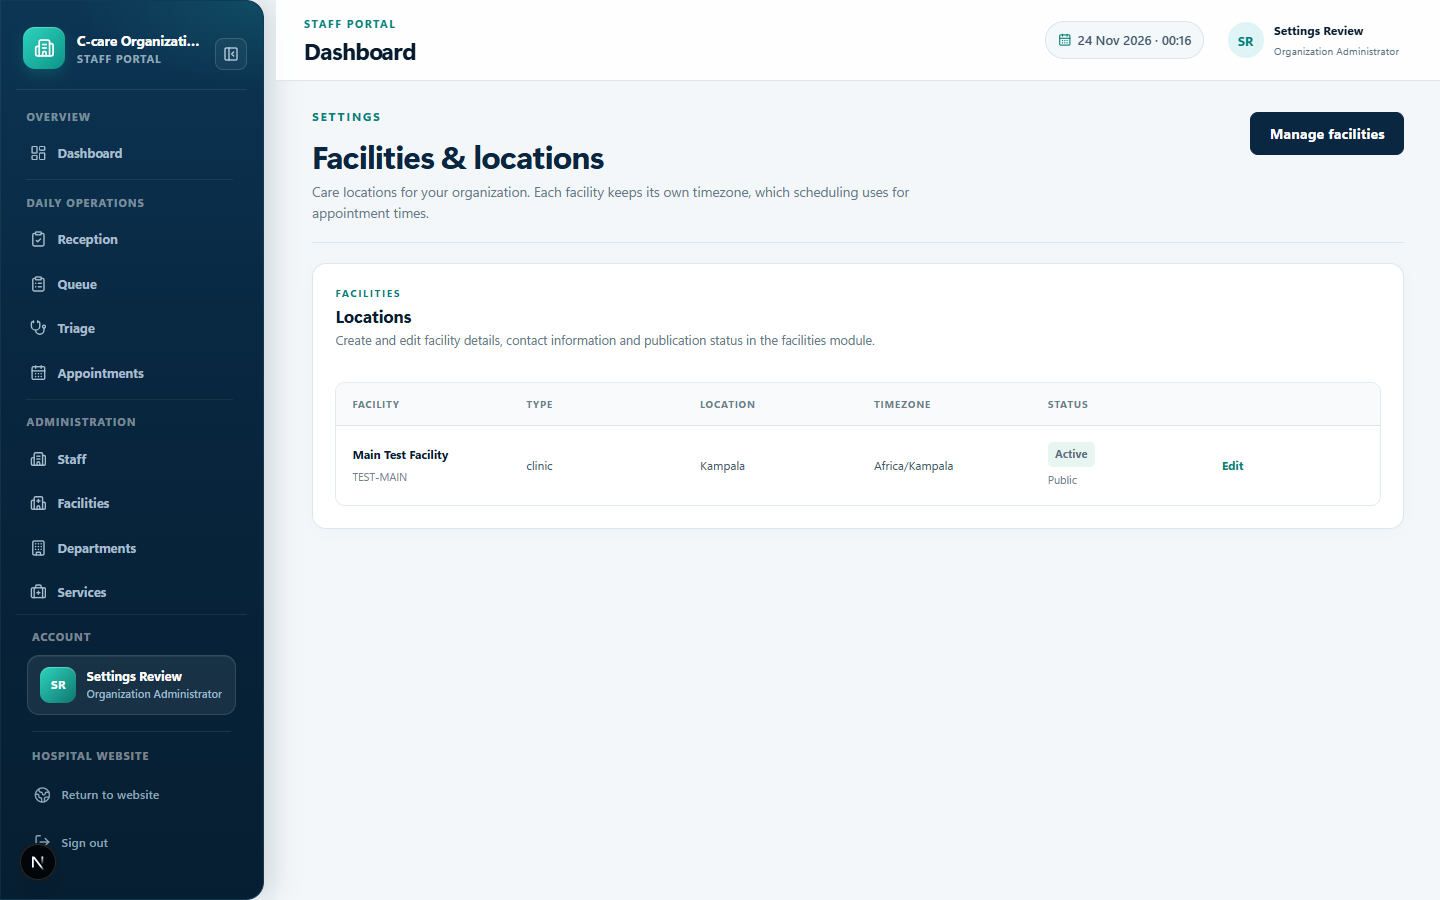 C-care Organizati...
STAFF PORTAL
OVERVIEW
Dashboard
DAILY OPERATIONS
Reception
Queue
Triage
Appointments
ADMINISTRATION
Staff
Facilities
Departments
Services
ACCOUNT
SR
Settings Review
Organization Administrator
HOSPITAL WEBSITE
Return to website
Sign out
N
STAFF PORTAL
Dashboard
24 Nov 2026 · 00:16
SR
Settings Review
Organization Administrator
SETTINGS
Facilities & locations
Care locations for your organization. Each facility keeps its own timezone, which scheduling uses for
appointment times.
Manage facilities
FACILITIES
Locations
Create and edit facility details, contact information and publication status in the facilities module.
FACILITY TYPE LOCATION TIMEZONE STATUS
Main Test Facility
TEST-MAIN
clinic
Kampala
Africa/Kampala
Active
Public
Edit